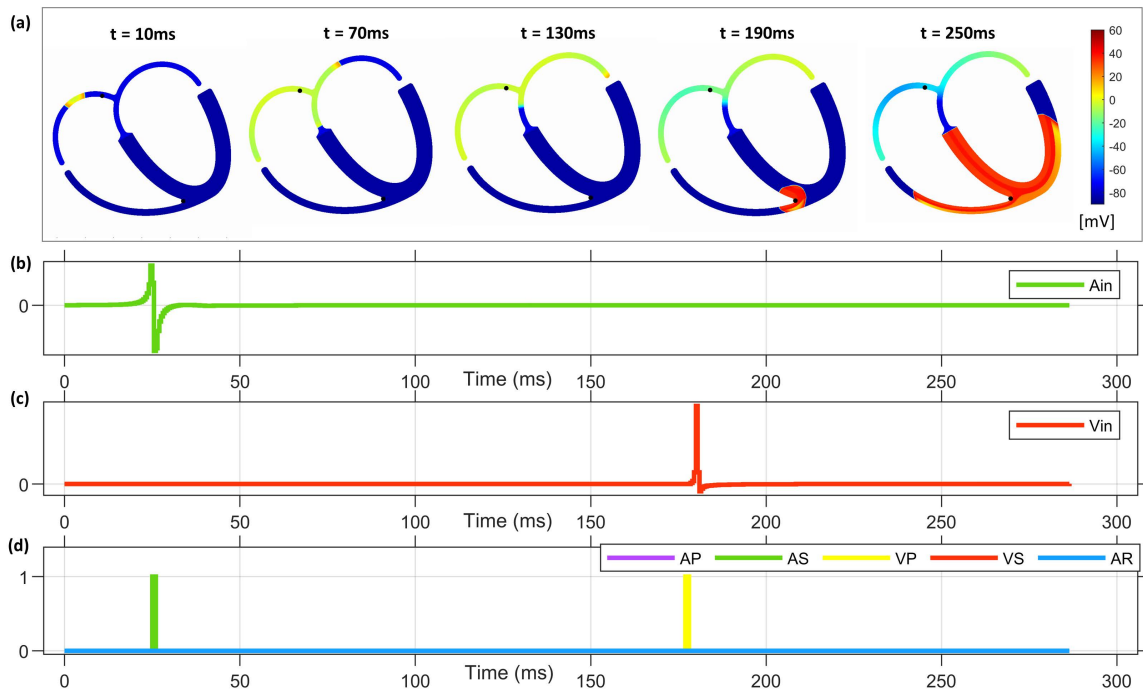 (a)
t = 10ms t = 70ms t = 130ms t = 190ms t = 250ms
60
40
20
0
-20
-40
-60
-80
[mV]
(b)
Ain
0
0 50 100 150 200 250 300
Time (ms)
(c)
Vin
0
0 50 100 150 200 250 300
Time (ms)
(d)
AP AS VP VS AR
1
0
0 50 100 150 200 250 300
Time (ms)